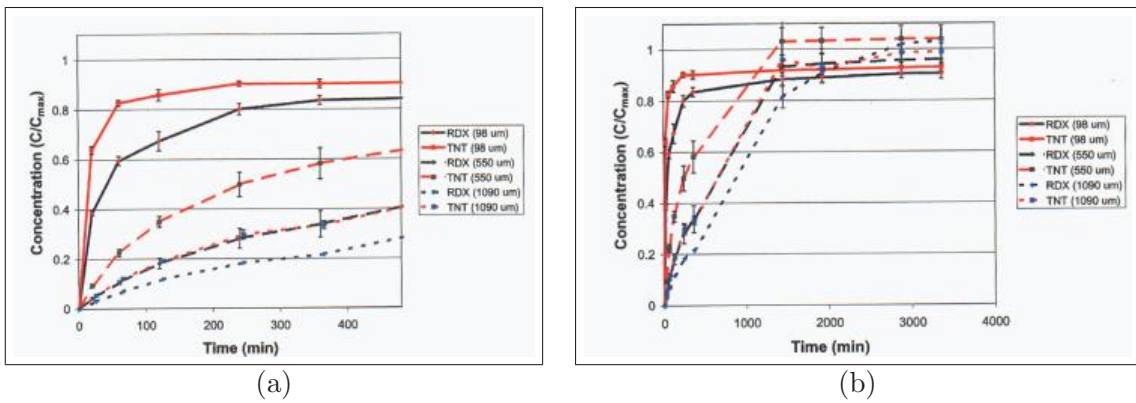 1
0.8
0.6
0.4
0.2
0
Concentration (C/Cmax)
0 100 200 300 400
Time (min)
RDX (98 um)
TNT (98 um)
RDX (550 um)
TNT (550 um)
RDX (1090 um)
TNT (1090 um)
(a)
1
0.8
0.6
0.4
0.2
0
Concentration (C/Cmax)
0 1000 2000 3000 4000
Time (min)
RDX (98 um)
TNT (98 um)
RDX (550 um)
TNT (550 um)
RDX (1090 um)
TNT (1090 um)
(b)